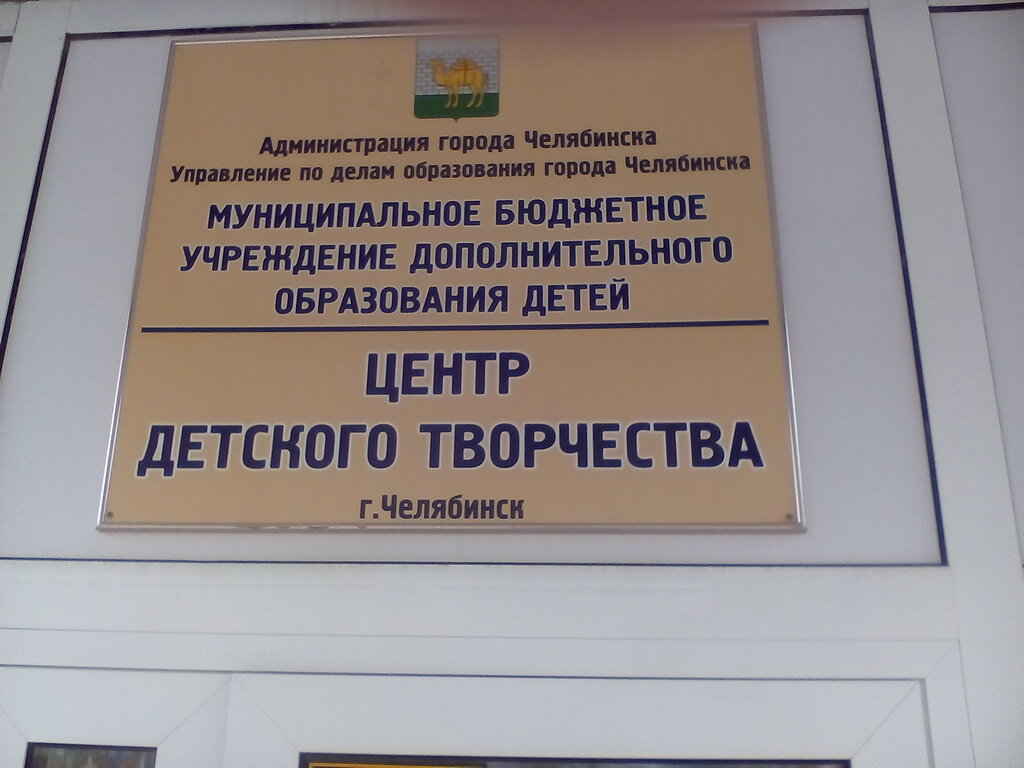 Администрация города Челябинска
Управление по делам образования города Челябинска
МУНИЦИПАЛЬНОЕ БЮДЖЕТНОЕ
УЧРЕЖДЕНИЕ ДОПОЛНИТЕЛЬНОГО
ОБРАЗОВАНИЯ ДЕТЕЙ
ЦЕНТР
ДЕТСКОГО ТВОРЧЕСТВА
г.Челябинск